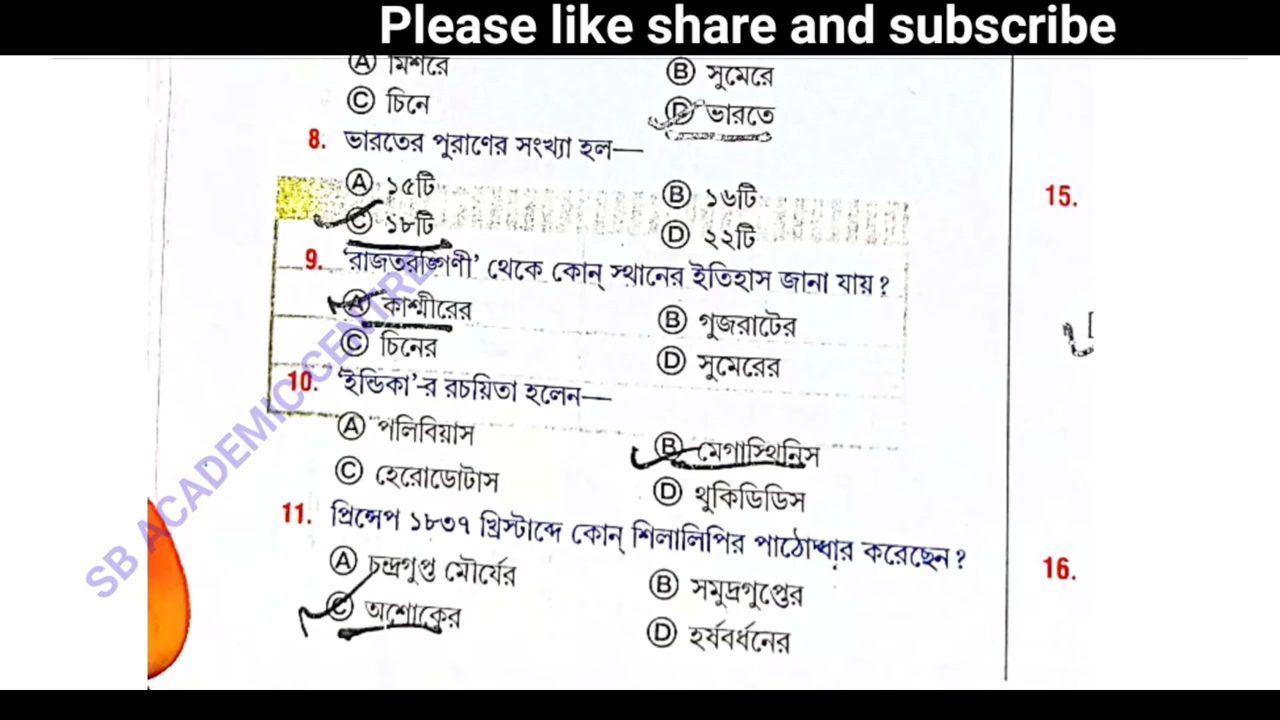 Please like share and subscribe
Ⓐ মিশরে Ⓑ সুমেরে
Ⓒ চিনে Ⓓ ভারতে
8. ভারতের পুরাণের সংখ্যা হল—
Ⓐ ১৫টি Ⓑ ১৬টি
Ⓒ ১৮টি Ⓓ ২২টি
9. ‘রাজতরঙ্গিণী’ থেকে কোন্ স্থানের ইতিহাস জানা যায়?
Ⓐ কাশ্মীরের Ⓑ গুজরাটের
Ⓒ চিনের Ⓓ সুমেরের
10. ‘ইন্ডিকা’-র রচয়িতা হলেন—
Ⓐ পলিবিয়াস Ⓑ মেগাস্থিনিস
Ⓒ হেরোডোটাস Ⓓ থুকিডিডিস
11. প্রিন্সেপ ১৮৩৭ খ্রিস্টাব্দে কোন্ শিলালিপির পাঠোদ্ধার করেছেন?
Ⓐ চন্দ্রগুপ্ত মৌর্যের Ⓑ সমুদ্রগুপ্তের
Ⓒ অশোকের Ⓓ হর্ষবর্ধনের
15.
16.
SB ACADEMIC CENTRE